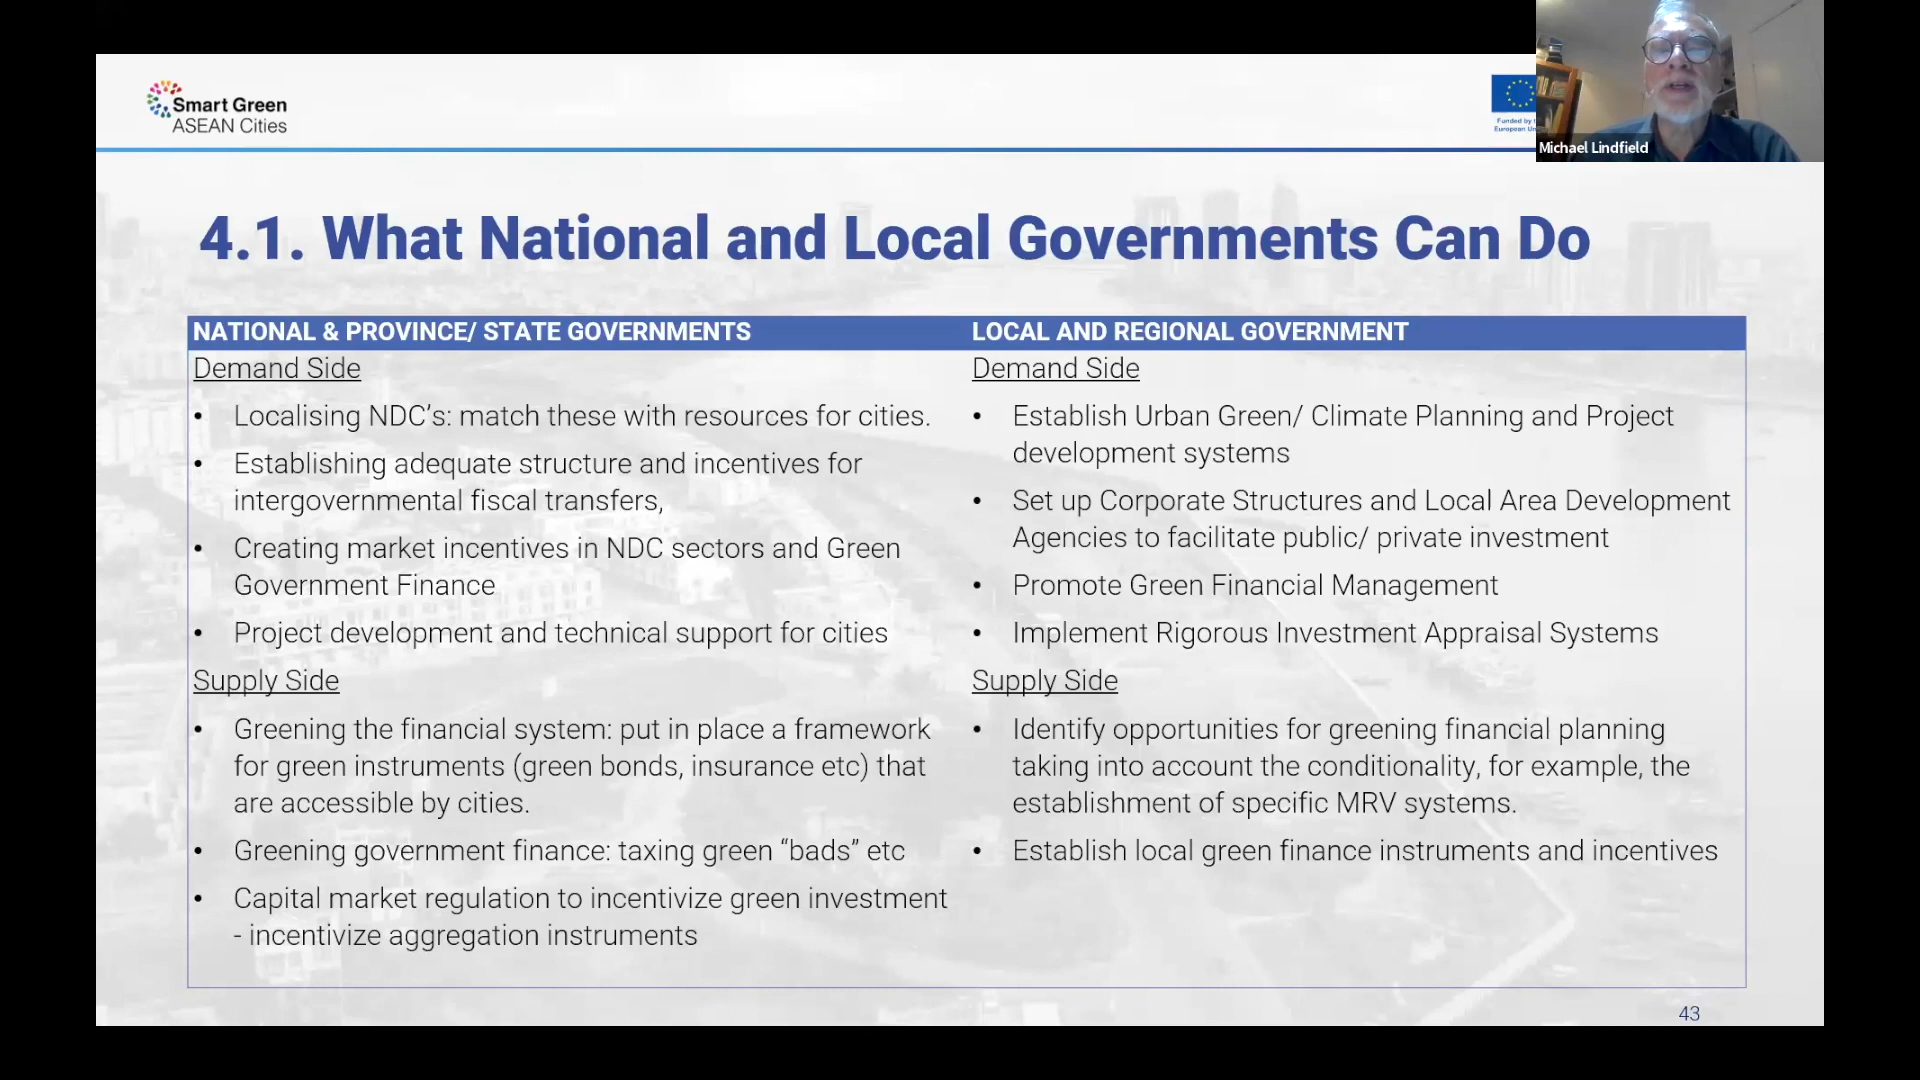 Smart Green
ASEAN Cities
Funded by
European
Michael Lindfield
4.1. What National and Local Governments Can Do
NATIONAL & PROVINCE/ STATE GOVERNMENTS
Demand Side
• Localising NDC’s: match these with resources for cities.
• Establishing adequate structure and incentives for
intergovernmental fiscal transfers,
• Creating market incentives in NDC sectors and Green
Government Finance
• Project development and technical support for cities
Supply Side
• Greening the financial system: put in place a framework
for green instruments (green bonds, insurance etc) that
are accessible by cities.
• Greening government finance: taxing green “bads” etc
• Capital market regulation to incentivize green investment
- incentivize aggregation instruments
LOCAL AND REGIONAL GOVERNMENT
Demand Side
• Establish Urban Green/ Climate Planning and Project
development systems
• Set up Corporate Structures and Local Area Development
Agencies to facilitate public/ private investment
• Promote Green Financial Management
• Implement Rigorous Investment Appraisal Systems
Supply Side
• Identify opportunities for greening financial planning
taking into account the conditionality, for example, the
establishment of specific MRV systems.
• Establish local green finance instruments and incentives
43